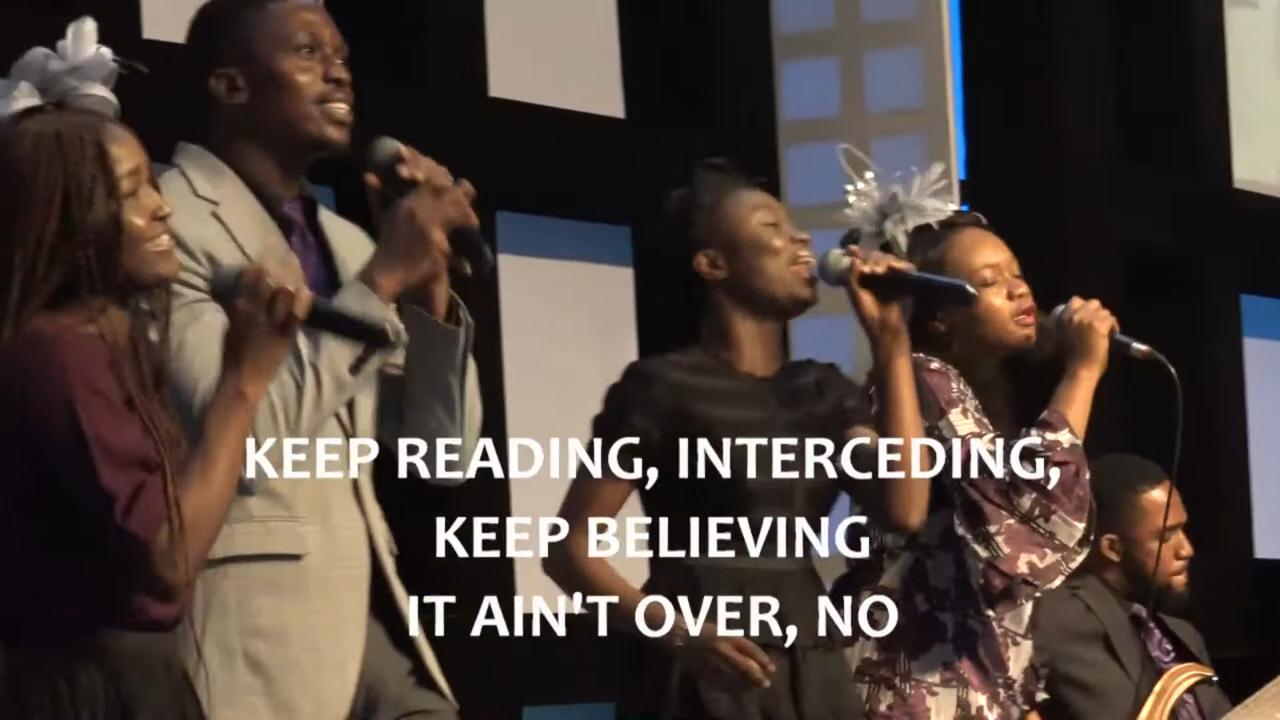 KEEP READING, INTERCEDING,
KEEP BELIEVING
IT AIN'T OVER, NO